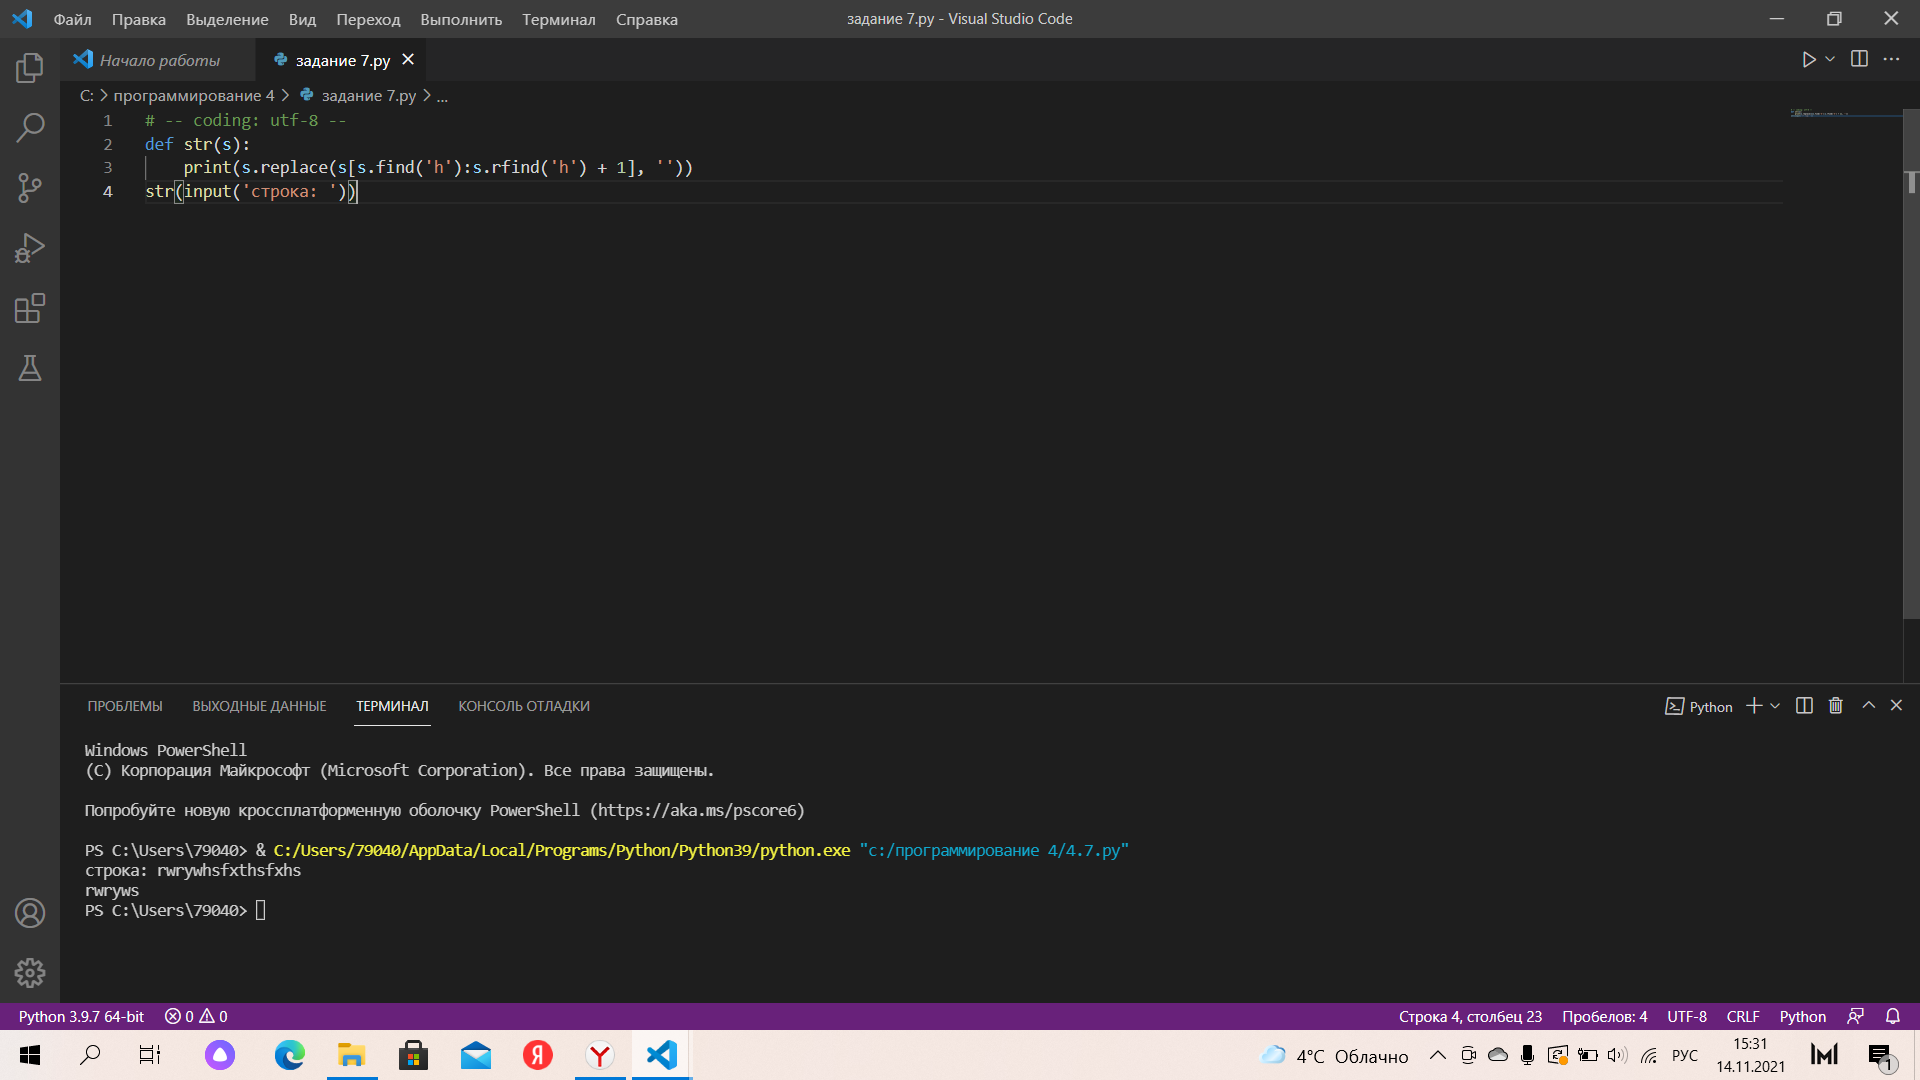 Файл Правка Выделение Вид Переход Выполнить Терминал Справка
задание 7.py - Visual Studio Code
Начало работы
задание 7.py
C: > программирование 4 > задание 7.py > ...
1 # -- coding: utf-8 --
2 def str(s):
3 print(s.replace(s[s.find('h'):s.rfind('h') + 1], ''))
4 str(input('строка: '))
ПРОБЛЕМЫ ВЫХОДНЫЕ ДАННЫЕ ТЕРМИНАЛ КОНСОЛЬ ОТЛАДКИ
Python
Windows PowerShell
(C) Корпорация Майкрософт (Microsoft Corporation). Все права защищены.
Попробуйте новую кроссплатформенную оболочку PowerShell (https://aka.ms/pscore6)
PS C:\Users\79040> & C:/Users/79040/AppData/Local/Programs/Python/Python39/python.exe "c:/программирование 4/4.7.py"
строка: rwrywhsfxthsfxhs
rwryws
PS C:\Users\79040>
Python 3.9.7 64-bit 0 0
Строка 4, столбец 23 Пробелов: 4 UTF-8 CRLF Python
4°C Облачно
РУС
15:31
14.11.2021
1